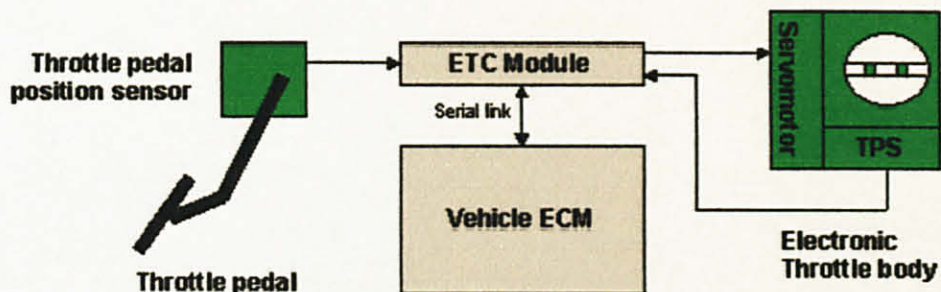 Throttle pedal
position sensor
ETC Module
Serial link
Vehicle ECM
Throttle pedal
Servomotor
TPS
Electronic
Throttle body